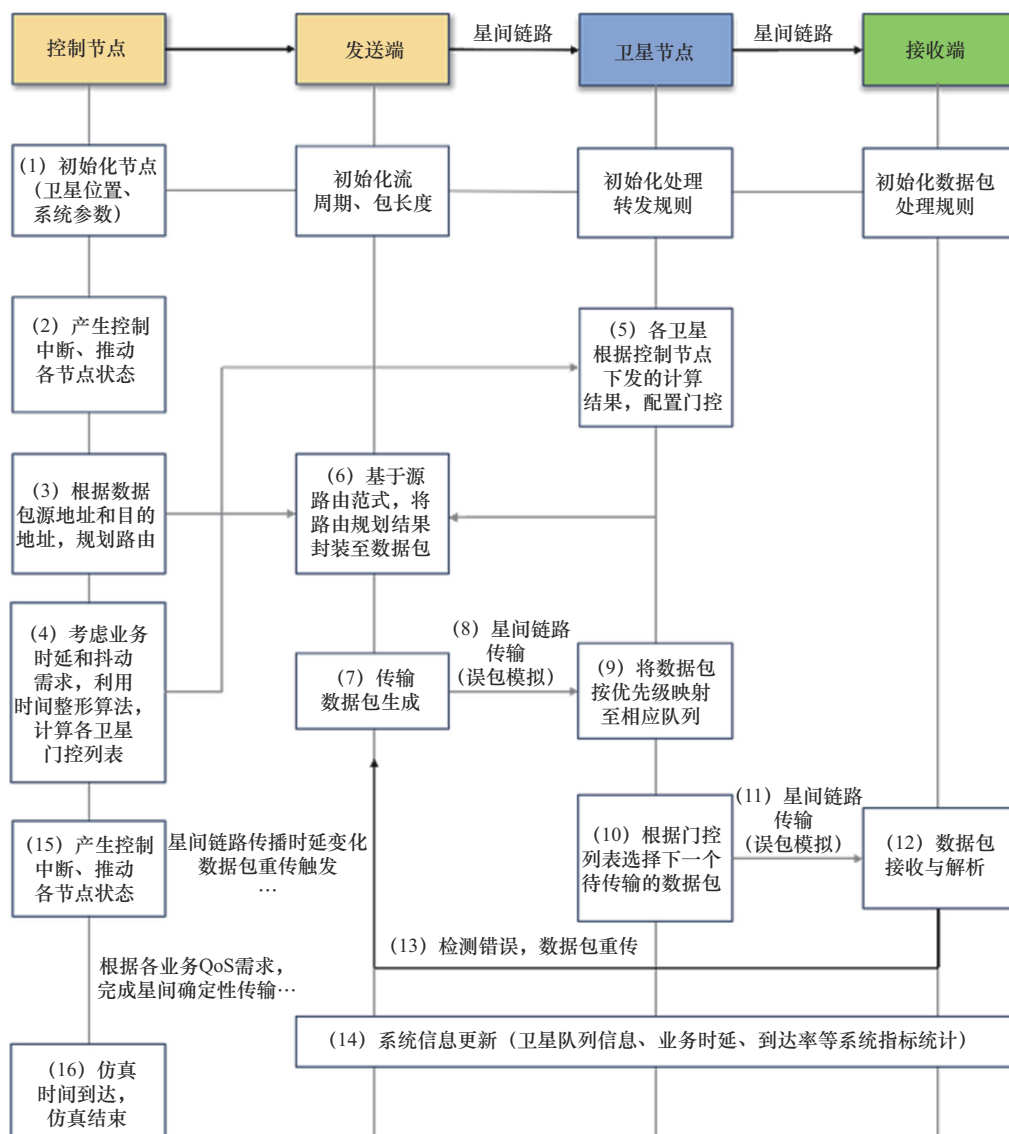 控制节点
发送端
星间链路
卫星节点
星间链路
接收端
（1）初始化节点
（卫星位置、
系统参数）
初始化流
周期、包长度
初始化处理
转发规则
初始化数据包
处理规则
（2）产生控制
中断、推动
各节点状态
（5）各卫星
根据控制节点
下发的计算
结果，配置门控
（3）根据数据
包源地址和目的
地址，规划路由
（6）基于源
路由范式，将
路由规划结果
封装至数据包
（4）考虑业务
时延和抖动
需求，利用
时间整形算法，
计算各卫星
门控列表
（7）传输
数据包生成
（8）星间链路
传输
（误包模拟）
（9）将数据包
按优先级映射
至相应队列
（10）根据门控
列表选择下一个
待传输的数据包
（11）星间链路
传输
（误包模拟）
（12）数据包
接收与解析
（15）产生控制
中断、推动
各节点状态
星间链路传播时延变化
数据包重传触发
…
（13）检测错误，数据包重传
根据各业务QoS需求，
完成星间确定性传输…
（14）系统信息更新（卫星队列信息、业务时延、到达率等系统指标统计）
（16）仿真
时间到达，
仿真结束